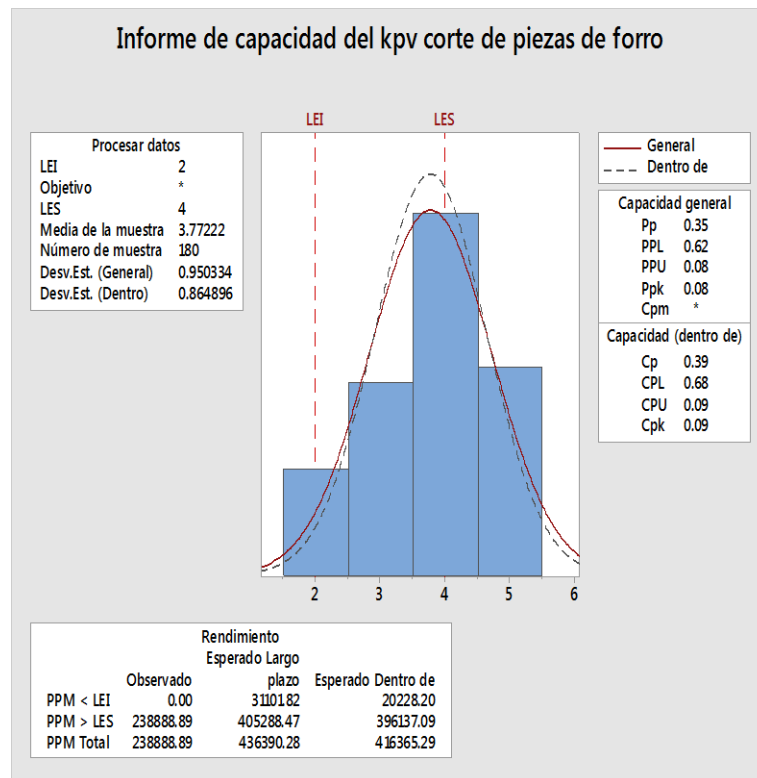 Informe de capacidad del kpv corte de piezas de forro
LEI LES
Procesar datos
LEI 2
Objetivo *
LES 4
Media de la muestra 3.77222
Número de muestra 180
Desv.Est. (General) 0.950334
Desv.Est. (Dentro) 0.864896
General
Dentro de
Capacidad general
Pp 0.35
PPL 0.62
PPU 0.08
Ppk 0.08
Cpm *
Capacidad (dentro de)
Cp 0.39
CPL 0.68
CPU 0.09
Cpk 0.09
2 3 4 5 6
Rendimiento
Esperado Largo
Observado plazo Esperado Dentro de
PPM < LEI 0.00 31101.82 20228.20
PPM > LES 238888.89 405288.47 396137.09
PPM Total 238888.89 436390.28 416365.29